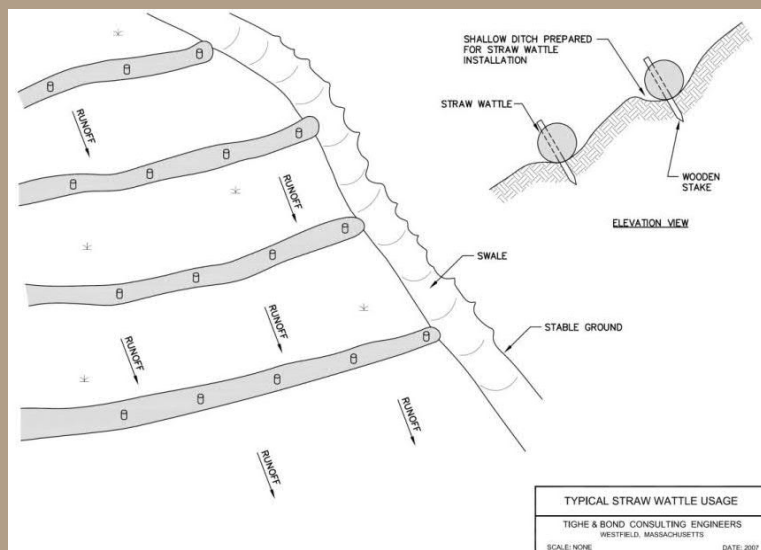 SHALLOW DITCH PREPARED
FOR STRAW WATTLE
INSTALLATION
STRAW WATTLE
WOODEN
STAKE
ELEVATION VIEW
RUNOFF
RUNOFF
SWALE
STABLE GROUND
RUNOFF
RUNOFF
RUNOFF
RUNOFF
TYPICAL STRAW WATTLE USAGE
TIGHE & BOND CONSULTING ENGINEERS
WESTFIELD, MASSACHUSETTS
SCALE: NONE
DATE: 2007